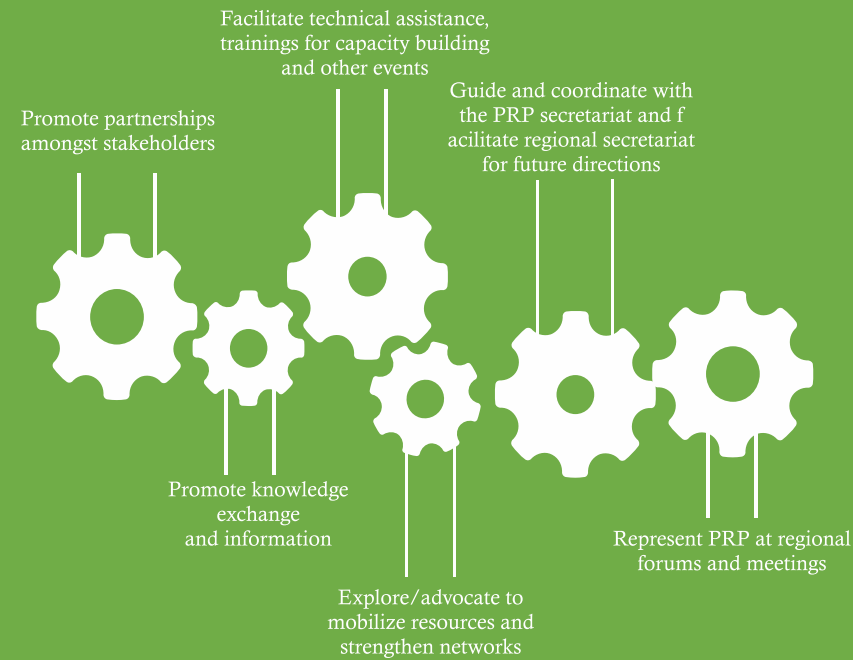 Facilitate technical assistance,
trainings for capacity building
and other events
Guide and coordinate with
the PRP secretariat and f
acilitate regional secretariat
for future directions
Promote partnerships
amongst stakeholders
Promote knowledge
exchange
and information
Represent PRP at regional
forums and meetings
Explore/advocate to
mobilize resources and
strengthen networks